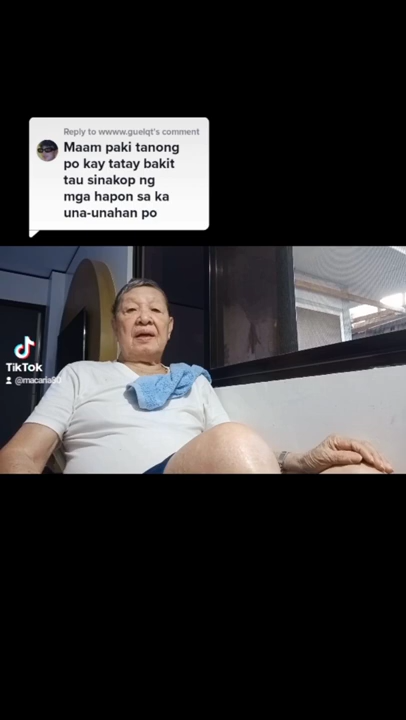 Reply to wwww.guelqt's comment
Maam paki tanong
po kay tatay bakit
tau sinakop ng
mga hapon sa ka
una-unahan po
TikTok